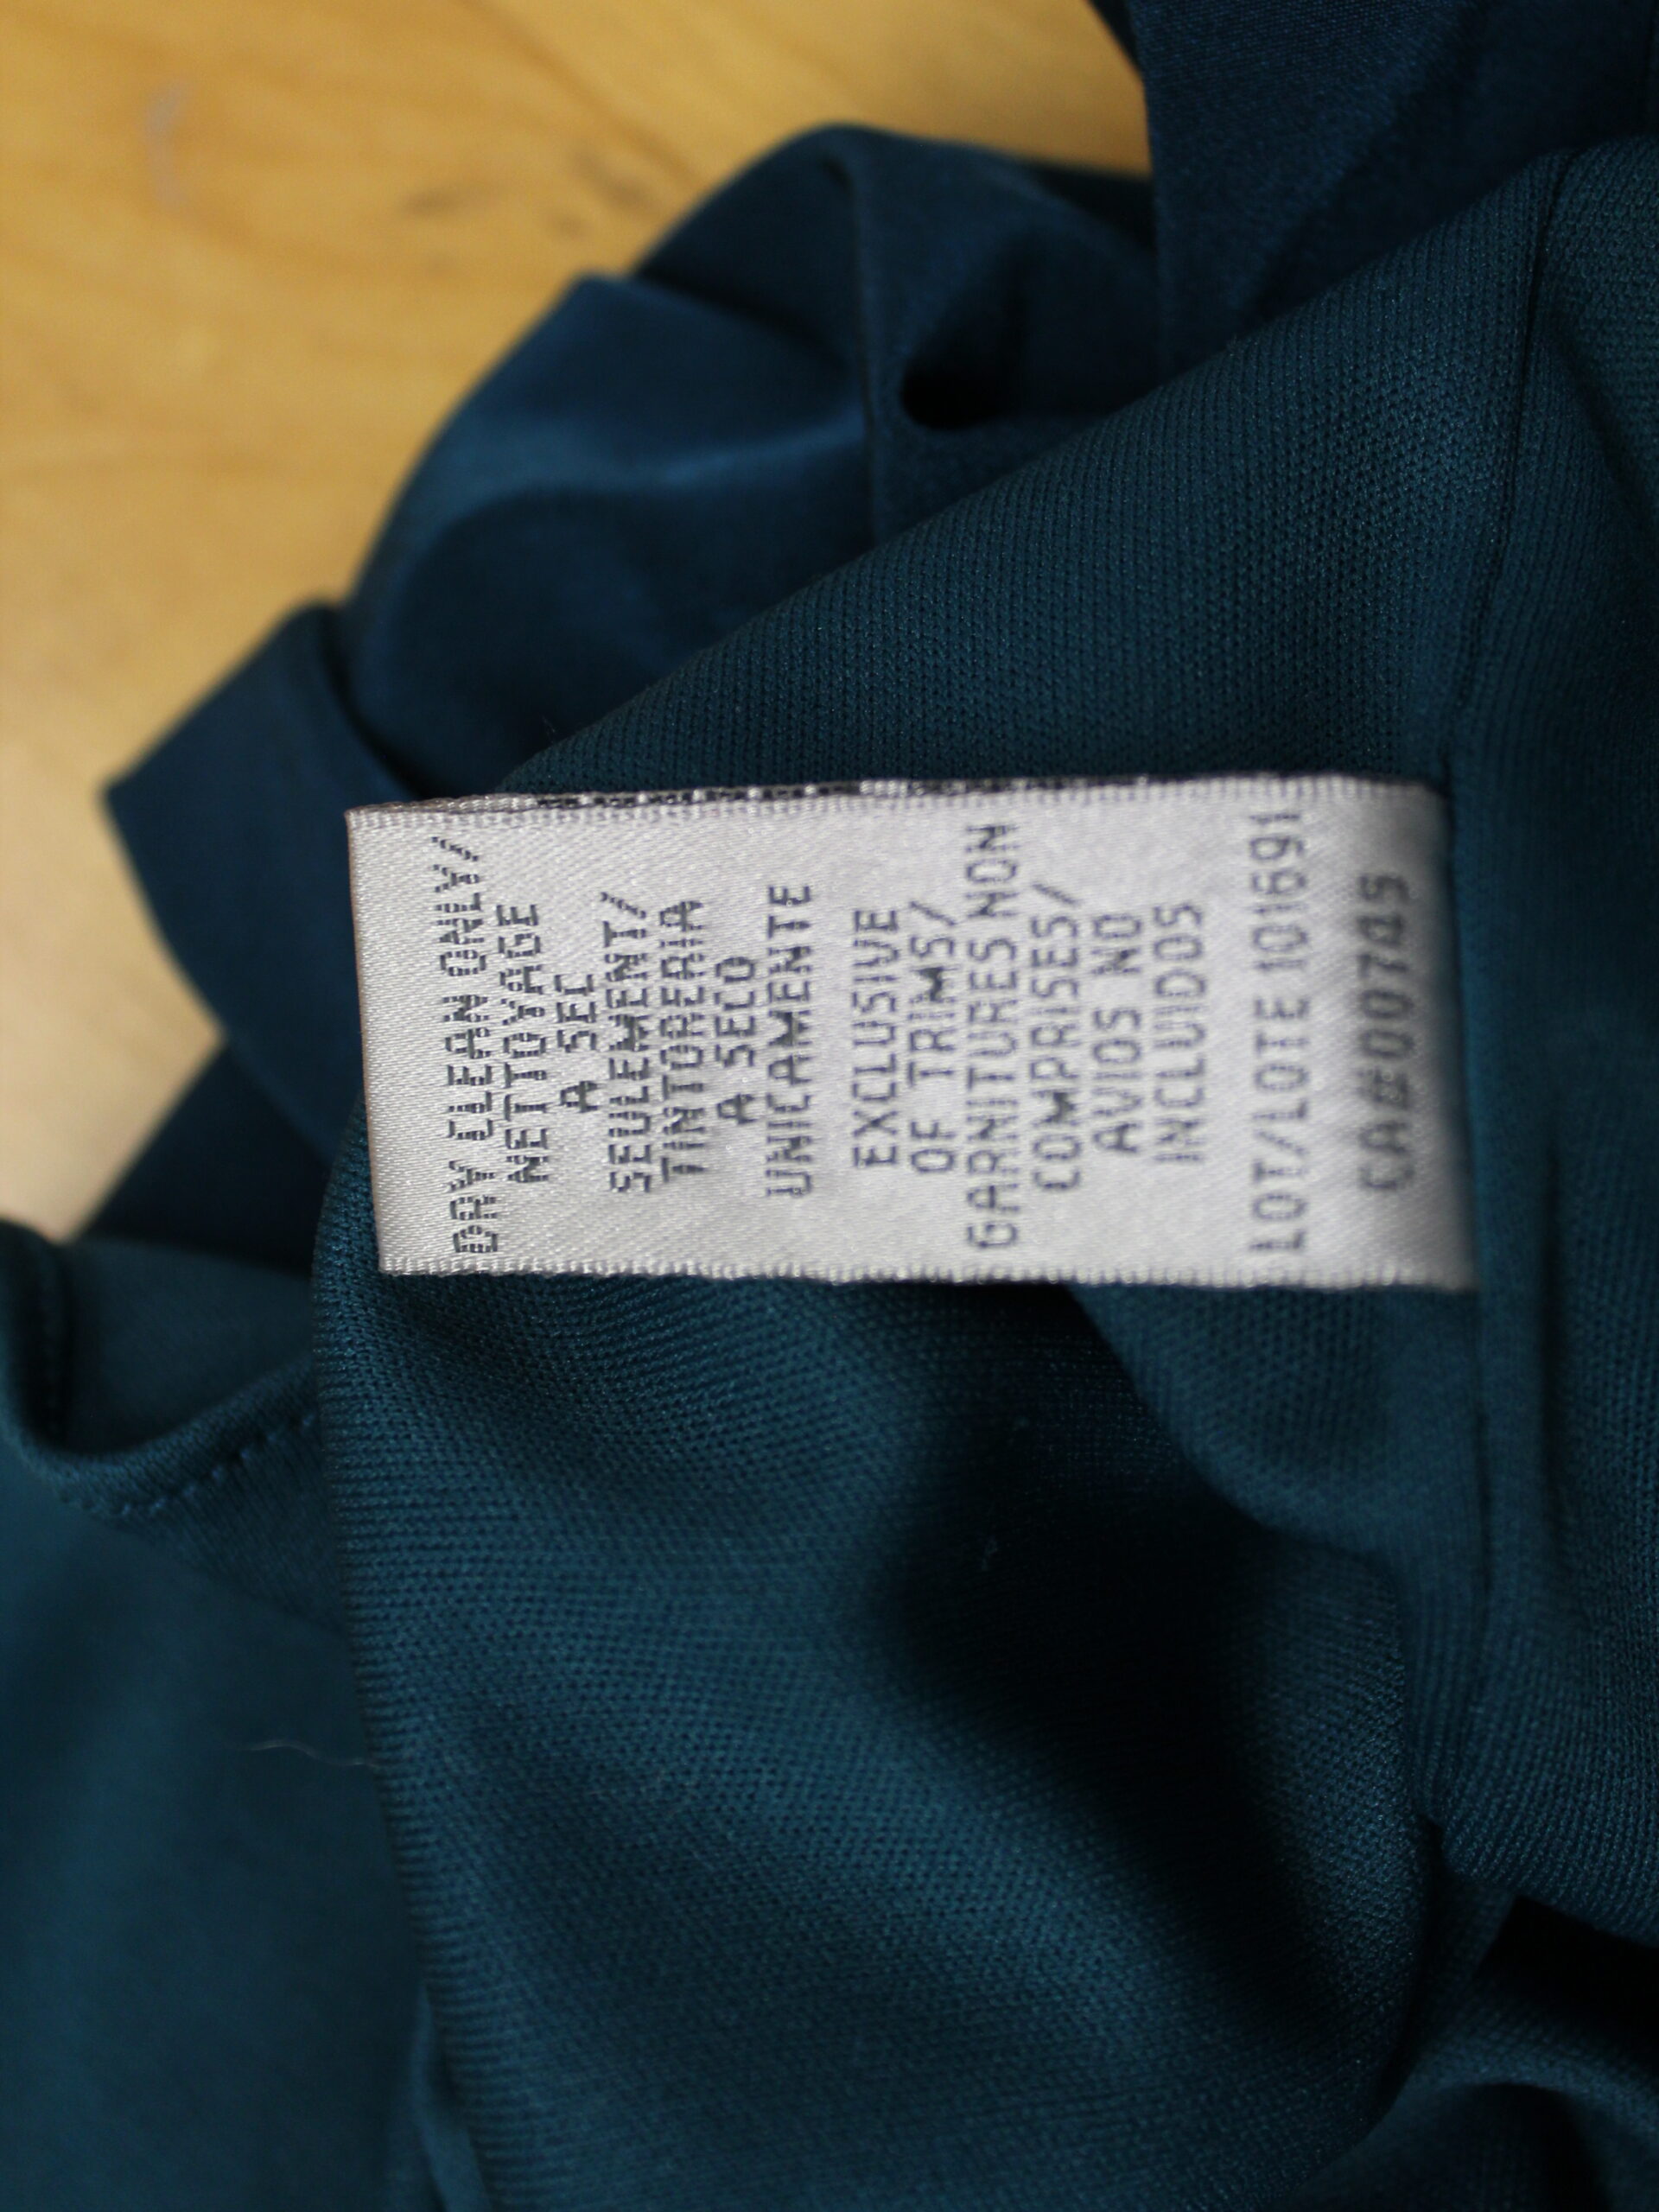 DRY CLEAN ONLY/
NETTOYAGE
A SEC
SEULEMENT/
TINTORERIA
A SECO
UNICAMENTE
EXCLUSIVE
OF TRIMS/
GARNITURES NON
COMPRISES/
AVIOS NO
INCLUIDOS
LOT/LOTE 101691
CA#00749